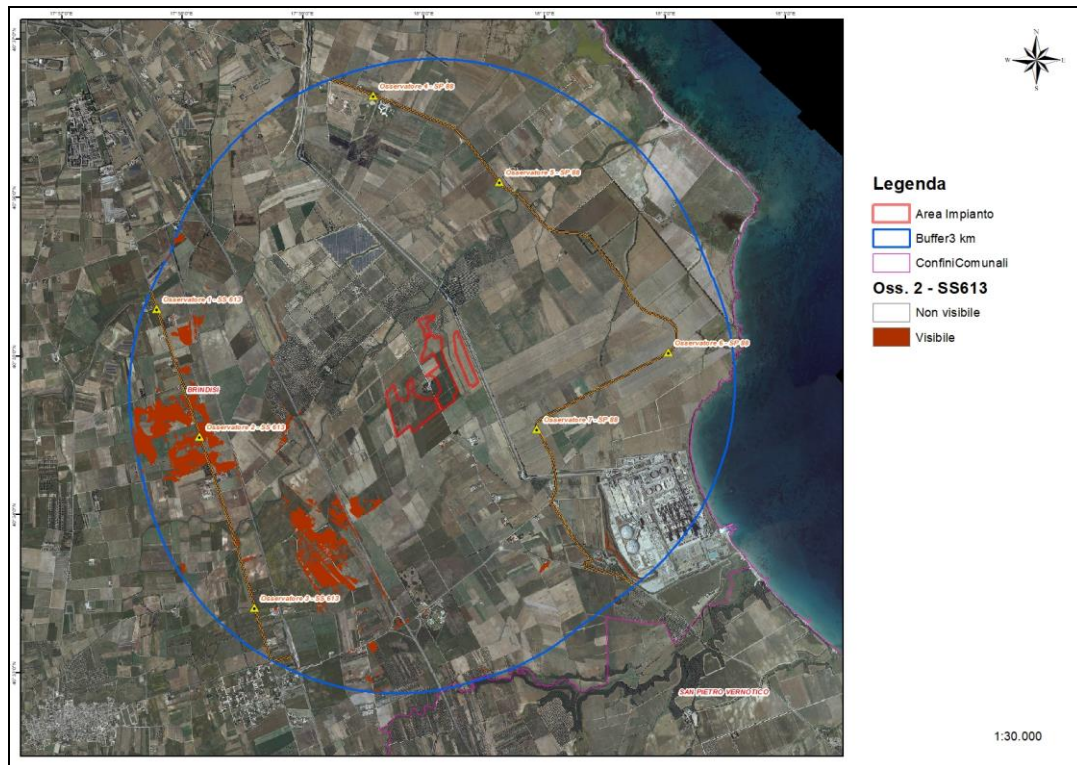 N
W
E
S
Osservatore 4 - SP 88
Osservatore 5 - SP 88
Osservatore 1 - SS 613
Osservatore 6 - SP 88
BRINDISI
Osservatore 2 - SS 613
Osservatore 7 - SP 88
Osservatore 3 - SS 613
SAN PIETRO VERNOTICO
Legenda
Area Impianto
Buffer3 km
ConfiniComunali
Oss. 2 - SS613
Non visibile
Visibile
1:30.000